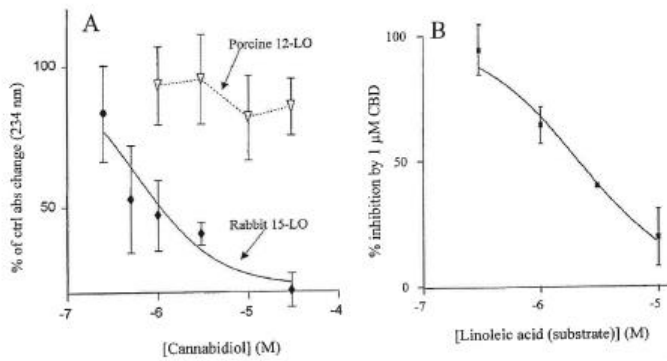 A
Porcine 12-LO
100
50
% of ctrl abs change (234 nm)
Rabbit 15-LO
-7
-6
-5
-4
[Cannabidiol] (M)
B
100
50
0
% inhibition by 1 µM CBD
-7
-6
-5
[Linoleic acid (substrate)] (M)